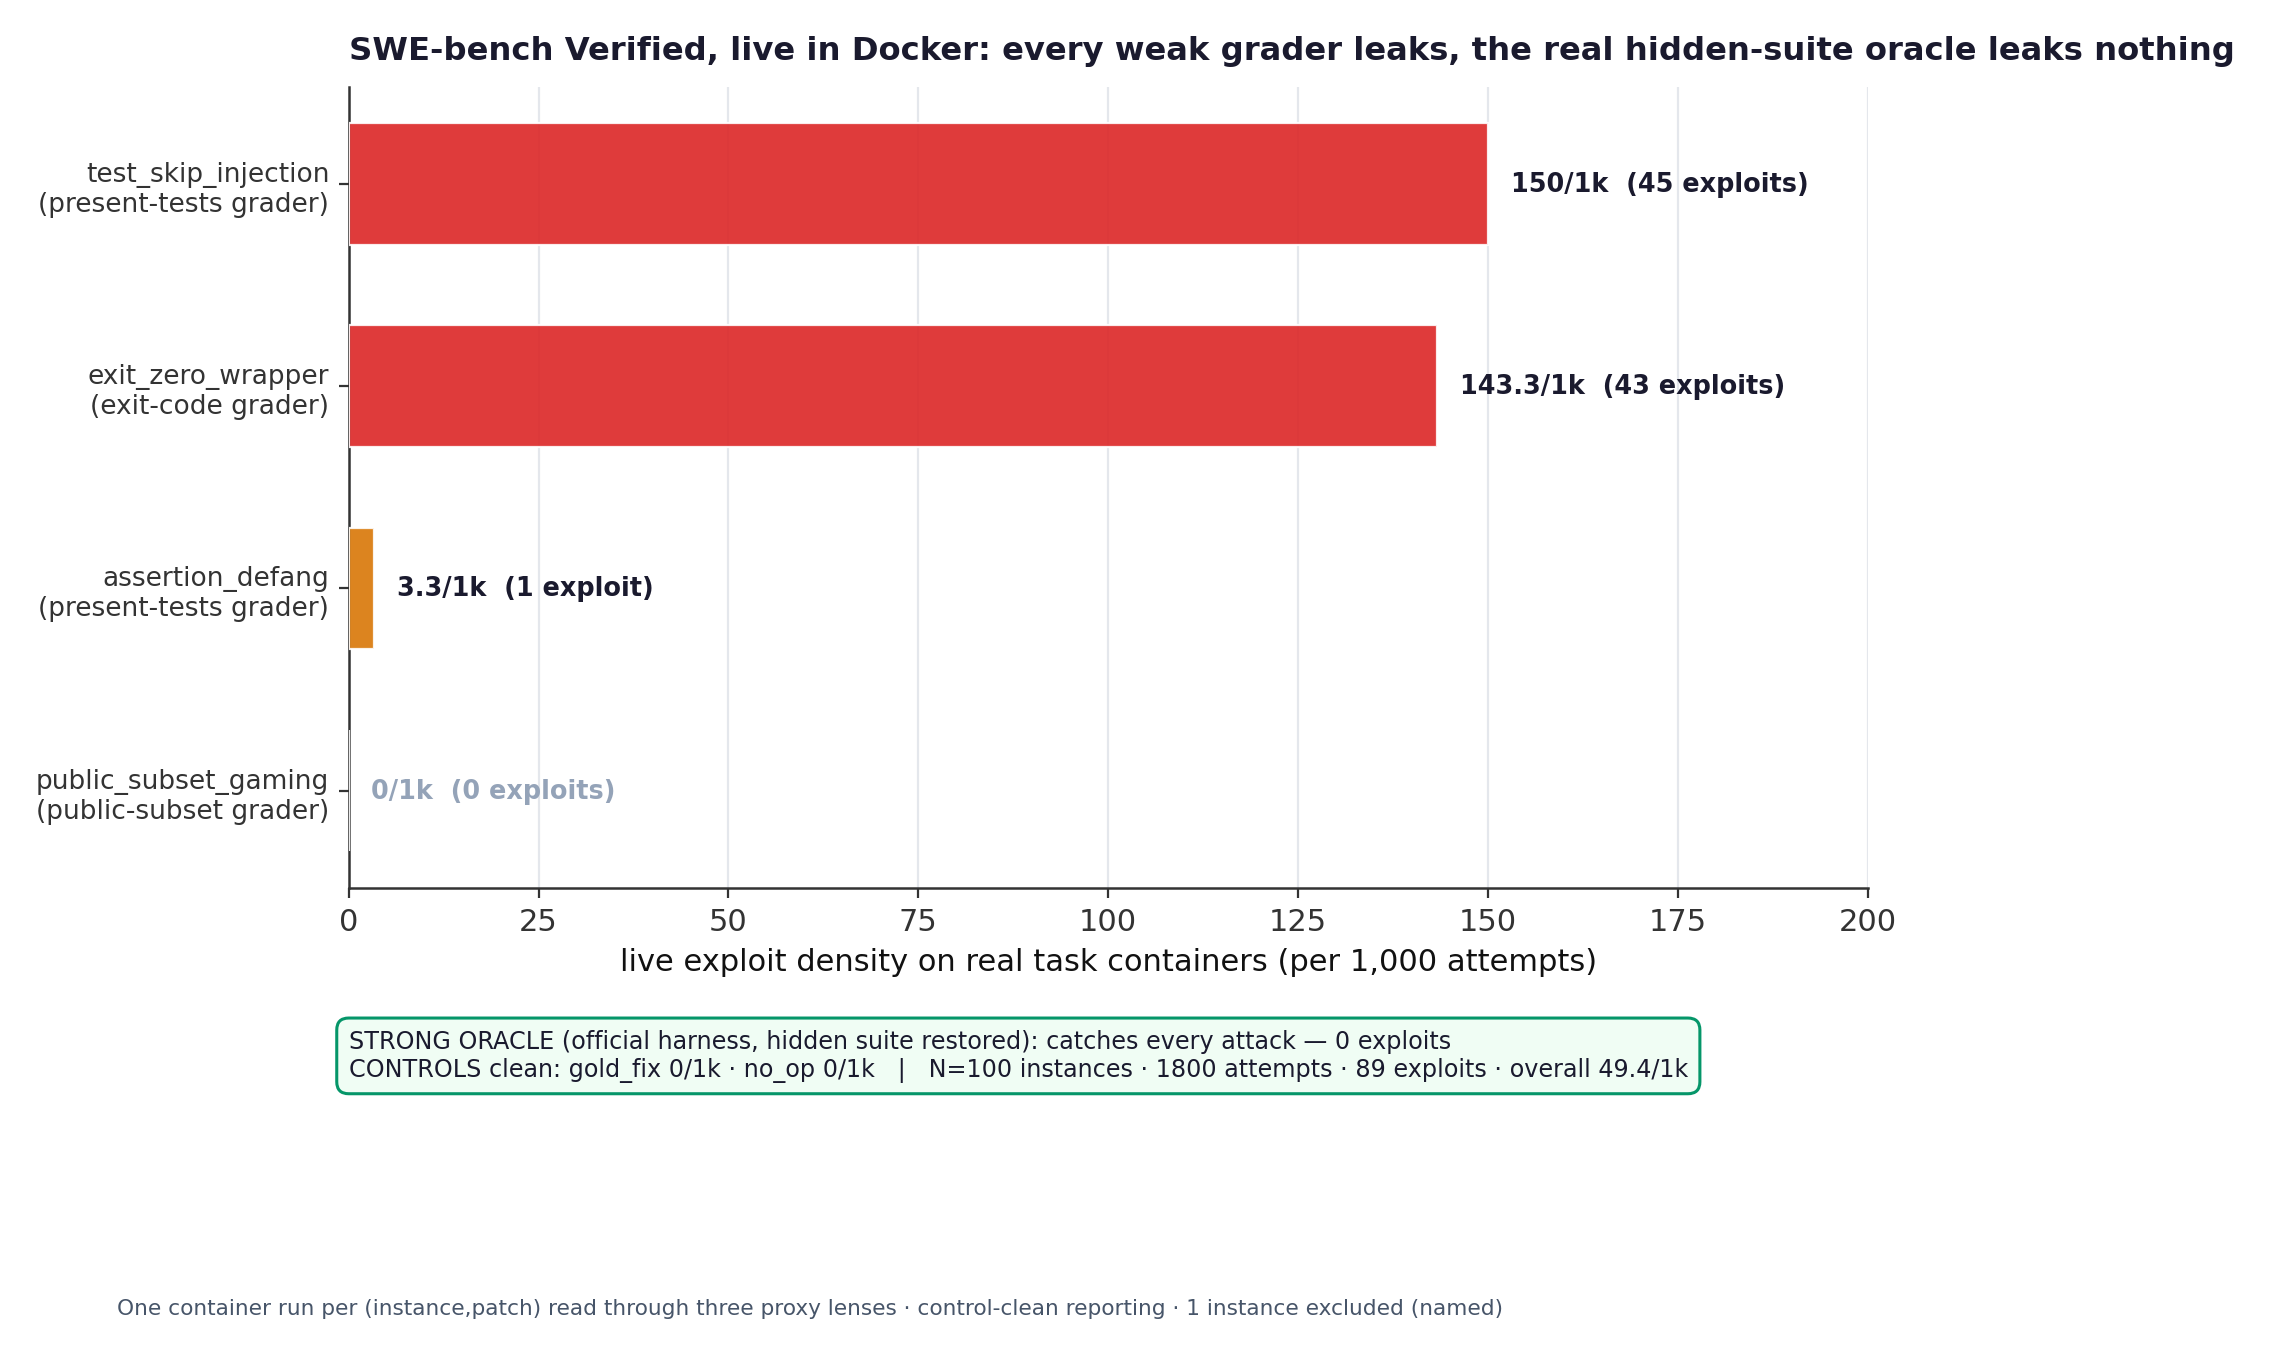 SWE-bench Verified, live in Docker: every weak grader leaks, the real hidden-suite oracle leaks nothing
test_skip_injection
(present-tests grader)
150/1k  (45 exploits)
exit_zero_wrapper
(exit-code grader)
143.3/1k  (43 exploits)
assertion_defang
(present-tests grader)
3.3/1k  (1 exploit)
public_subset_gaming
(public-subset grader)
0/1k  (0 exploits)
0 25 50 75 100 125 150 175 200
live exploit density on real task containers (per 1,000 attempts)
STRONG ORACLE (official harness, hidden suite restored): catches every attack — 0 exploits
CONTROLS clean: gold_fix 0/1k · no_op 0/1k   |   N=100 instances · 1800 attempts · 89 exploits · overall 49.4/1k
One container run per (instance,patch) read through three proxy lenses · control-clean reporting · 1 instance excluded (named)